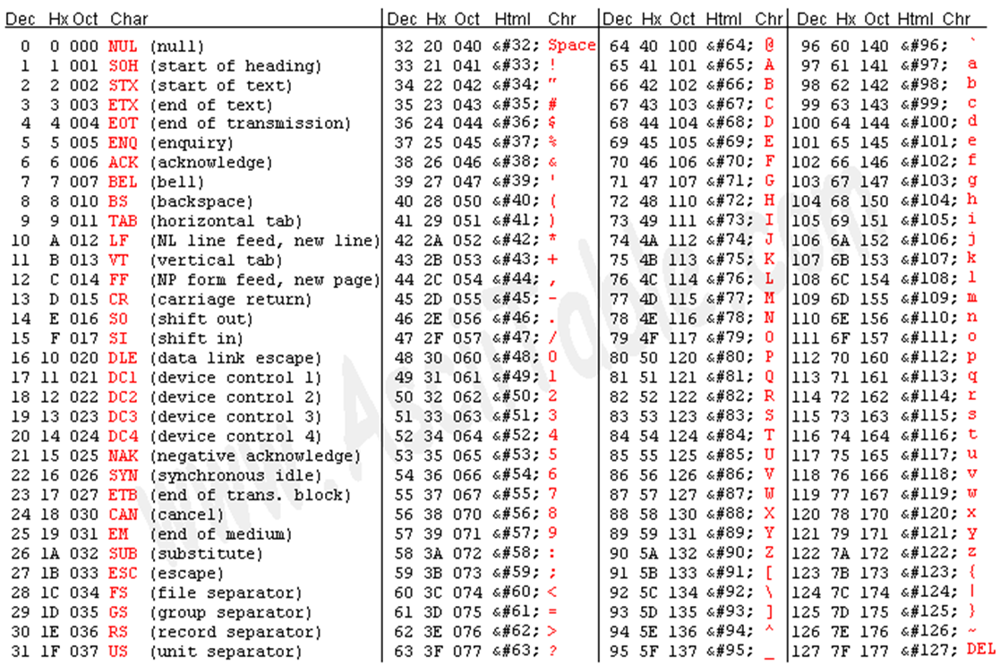 Dec Hx Oct Char Dec Hx Oct Html Chr Dec Hx Oct Html Chr Dec Hx Oct Html Chr
0 0 000 NUL (null) 32 20 040 &#32; Space 64 40 100 &#64; @ 96 60 140 &#96; `
1 1 001 SOH (start of heading) 33 21 041 &#33; ! 65 41 101 &#65; A 97 61 141 &#97; a
2 2 002 STX (start of text) 34 22 042 &#34; " 66 42 102 &#66; B 98 62 142 &#98; b
3 3 003 ETX (end of text) 35 23 043 &#35; # 67 43 103 &#67; C 99 63 143 &#99; c
4 4 004 EOT (end of transmission) 36 24 044 &#36; $ 68 44 104 &#68; D 100 64 144 &#100; d
5 5 005 ENQ (enquiry) 37 25 045 &#37; % 69 45 105 &#69; E 101 65 145 &#101; e
6 6 006 ACK (acknowledge) 38 26 046 &#38; & 70 46 106 &#70; F 102 66 146 &#102; f
7 7 007 BEL (bell) 39 27 047 &#39; ' 71 47 107 &#71; G 103 67 147 &#103; g
8 8 010 BS (backspace) 40 28 050 &#40; ( 72 48 110 &#72; H 104 68 150 &#104; h
9 9 011 TAB (horizontal tab) 41 29 051 &#41; ) 73 49 111 &#73; I 105 69 151 &#105; i
10 A 012 LF (NL line feed, new line) 42 2A 052 &#42; * 74 4A 112 &#74; J 106 6A 152 &#106; j
11 B 013 VT (vertical tab) 43 2B 053 &#43; + 75 4B 113 &#75; K 107 6B 153 &#107; k
12 C 014 FF (NP form feed, new page) 44 2C 054 &#44; , 76 4C 114 &#76; L 108 6C 154 &#108; l
13 D 015 CR (carriage return) 45 2D 055 &#45; - 77 4D 115 &#77; M 109 6D 155 &#109; m
14 E 016 SO (shift out) 46 2E 056 &#46; . 78 4E 116 &#78; N 110 6E 156 &#110; n
15 F 017 SI (shift in) 47 2F 057 &#47; / 79 4F 117 &#79; O 111 6F 157 &#111; o
16 10 020 DLE (data link escape) 48 30 060 &#48; 0 80 50 120 &#80; P 112 70 160 &#112; p
17 11 021 DC1 (device control 1) 49 31 061 &#49; 1 81 51 121 &#81; Q 113 71 161 &#113; q
18 12 022 DC2 (device control 2) 50 32 062 &#50; 2 82 52 122 &#82; R 114 72 162 &#114; r
19 13 023 DC3 (device control 3) 51 33 063 &#51; 3 83 53 123 &#83; S 115 73 163 &#115; s
20 14 024 DC4 (device control 4) 52 34 064 &#52; 4 84 54 124 &#84; T 116 74 164 &#116; t
21 15 025 NAK (negative acknowledge) 53 35 065 &#53; 5 85 55 125 &#85; U 117 75 165 &#117; u
22 16 026 SYN (synchronous idle) 54 36 066 &#54; 6 86 56 126 &#86; V 118 76 166 &#118; v
23 17 027 ETB (end of trans. block) 55 37 067 &#55; 7 87 57 127 &#87; W 119 77 167 &#119; w
24 18 030 CAN (cancel) 56 38 070 &#56; 8 88 58 130 &#88; X 120 78 170 &#120; x
25 19 031 EM (end of medium) 57 39 071 &#57; 9 89 59 131 &#89; Y 121 79 171 &#121; y
26 1A 032 SUB (substitute) 58 3A 072 &#58; : 90 5A 132 &#90; Z 122 7A 172 &#122; z
27 1B 033 ESC (escape) 59 3B 073 &#59; ; 91 5B 133 &#91; [ 123 7B 173 &#123; {
28 1C 034 FS (file separator) 60 3C 074 &#60; < 92 5C 134 &#92; \ 124 7C 174 &#124; |
29 1D 035 GS (group separator) 61 3D 075 &#61; = 93 5D 135 &#93; ] 125 7D 175 &#125; }
30 1E 036 RS (record separator) 62 3E 076 &#62; > 94 5E 136 &#94; ^ 126 7E 176 &#126; ~
31 1F 037 US (unit separator) 63 3F 077 &#63; ? 95 5F 137 &#95; _ 127 7F 177 &#127; DEL
www.AsciiTable.com